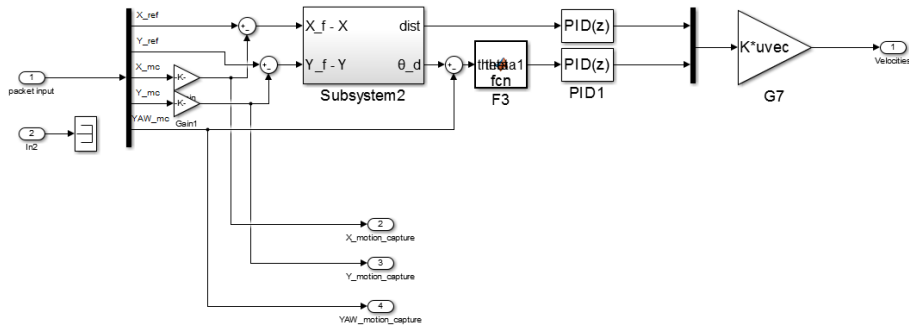 X_ref
Y_ref
X_mc
Y_mc
YAW_mc
1
packet input
2
In2
-K-
-K-
Gain1
X_f - X
Y_f - Y
dist
θ_d
Subsystem2
fcn
F3
PID(z)
PID(z)
PID1
K*uvec
G7
1
Velocities
2
X_motion_capture
3
Y_motion_capture
4
YAW_motion_capture